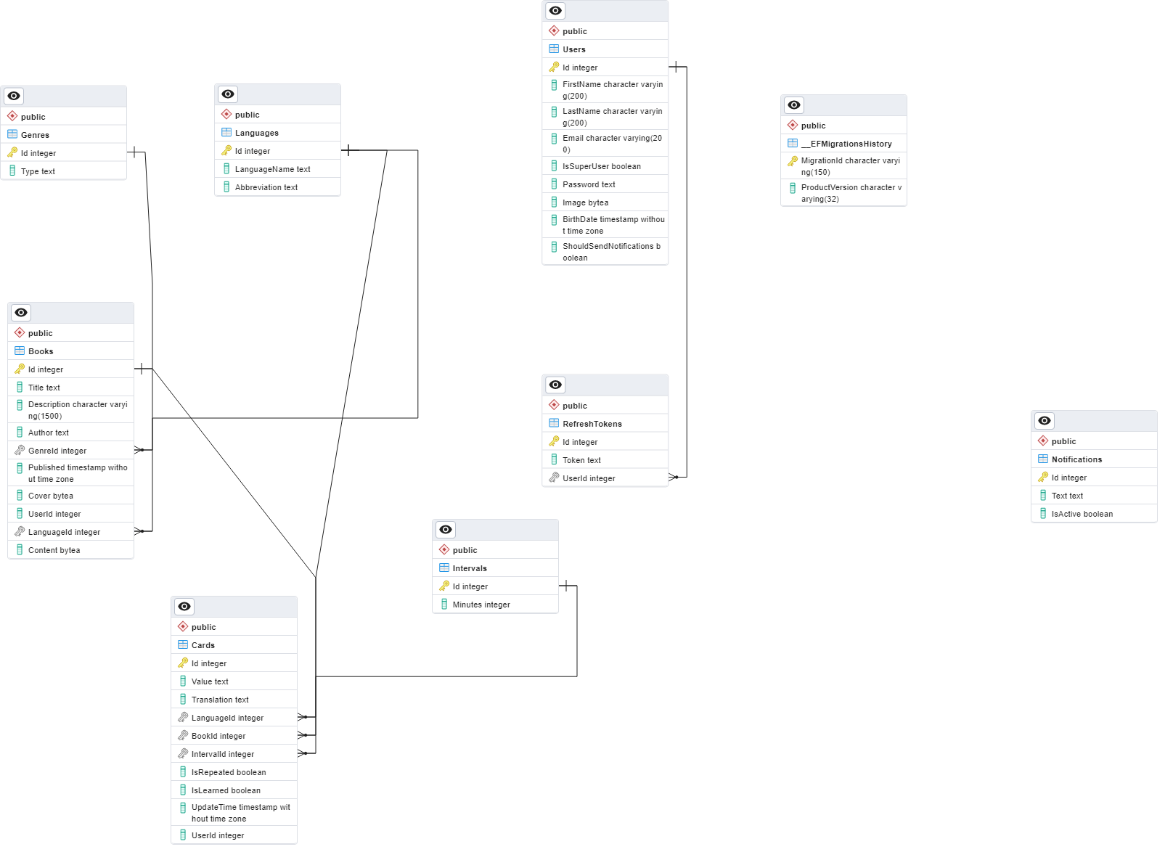 public
Users
Id integer
FirstName character varyin
g(200)
LastName character varyin
g(200)
Email character varying(20
0)
IsSuperUser boolean
Password text
Image bytea
BirthDate timestamp withou
t time zone
ShouldSendNotifications b
oolean
public
Genres
Id integer
Type text
public
Languages
Id integer
LanguageName text
Abbreviation text
public
__EFMigrationsHistory
MigrationId character varyi
ng(150)
ProductVersion character v
arying(32)
public
Books
Id integer
Title text
Description character varyi
ng(1500)
Author text
GenreId integer
Published timestamp witho
ut time zone
Cover bytea
UserId integer
LanguageId integer
Content bytea
public
RefreshTokens
Id integer
Token text
UserId integer
public
Notifications
Id integer
Text text
IsActive boolean
public
Intervals
Id integer
Minutes integer
public
Cards
Id integer
Value text
Translation text
LanguageId integer
BookId integer
IntervalId integer
IsRepeated boolean
IsLearned boolean
UpdateTime timestamp wit
hout time zone
UserId integer